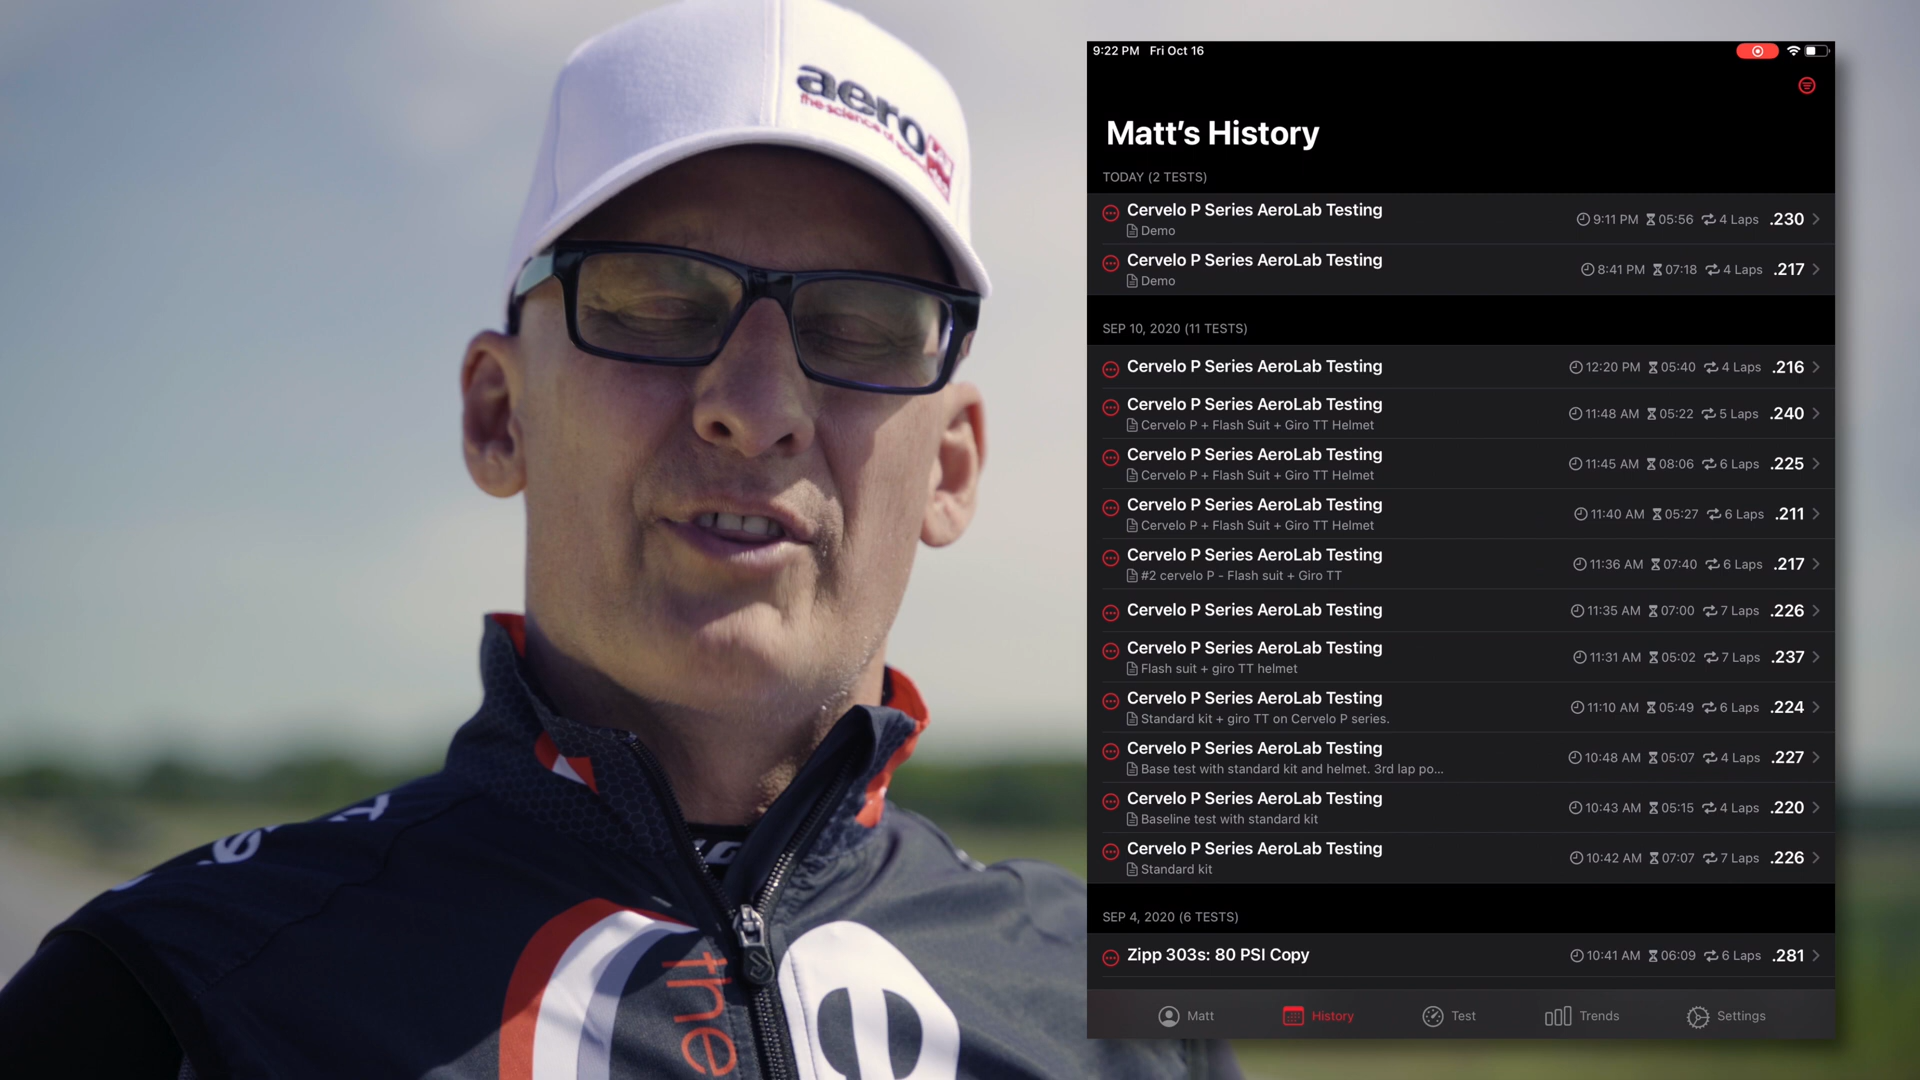 aero
the science of speed
9:22 PM Fri Oct 16
Matt's History
TODAY (2 TESTS)
Cervelo P Series AeroLab Testing 9:11 PM 05:56 4 Laps .230
Demo
Cervelo P Series AeroLab Testing 8:41 PM 07:18 4 Laps .217
Demo
SEP 10, 2020 (11 TESTS)
Cervelo P Series AeroLab Testing 12:20 PM 05:40 4 Laps .216
Cervelo P Series AeroLab Testing 11:48 AM 05:22 5 Laps .240
Cervelo P + Flash Suit + Giro TT Helmet
Cervelo P Series AeroLab Testing 11:45 AM 08:06 6 Laps .225
Cervelo P + Flash Suit + Giro TT Helmet
Cervelo P Series AeroLab Testing 11:40 AM 05:27 6 Laps .211
Cervelo P + Flash Suit + Giro TT Helmet
Cervelo P Series AeroLab Testing 11:36 AM 07:40 6 Laps .217
#2 cervelo P - Flash suit + Giro TT
Cervelo P Series AeroLab Testing 11:35 AM 07:00 7 Laps .226
Cervelo P Series AeroLab Testing 11:31 AM 05:02 7 Laps .237
Flash suit + giro TT helmet
Cervelo P Series AeroLab Testing 11:10 AM 05:49 6 Laps .224
Standard kit + giro TT on Cervelo P series.
Cervelo P Series AeroLab Testing 10:48 AM 05:07 4 Laps .227
Base test with standard kit and helmet. 3rd lap po...
Cervelo P Series AeroLab Testing 10:43 AM 05:15 4 Laps .220
Baseline test with standard kit
Cervelo P Series AeroLab Testing 10:42 AM 07:07 7 Laps .226
Standard kit
SEP 4, 2020 (6 TESTS)
Zipp 303s: 80 PSI Copy 10:41 AM 06:09 6 Laps .281
Matt History Test Trends Settings
the